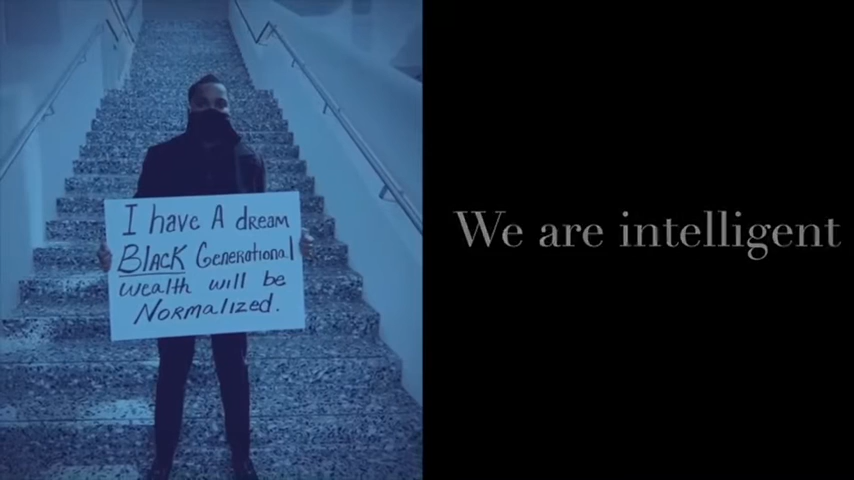 I have A dream
BLACK Generational
wealth will be
Normalized.
We are intelligent